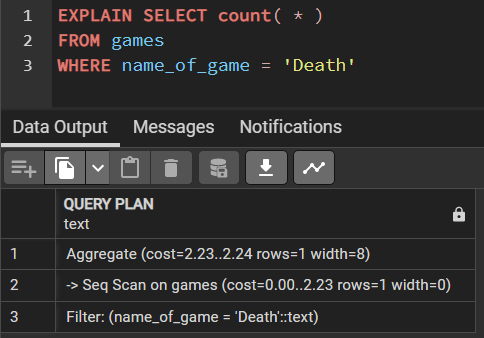 1 EXPLAIN SELECT count( * )
2 FROM games
3 WHERE name_of_game = 'Death'
Data Output Messages Notifications
QUERY PLAN
text
1 Aggregate (cost=2.23..2.24 rows=1 width=8)
2 -> Seq Scan on games (cost=0.00..2.23 rows=1 width=0)
3 Filter: (name_of_game = 'Death'::text)